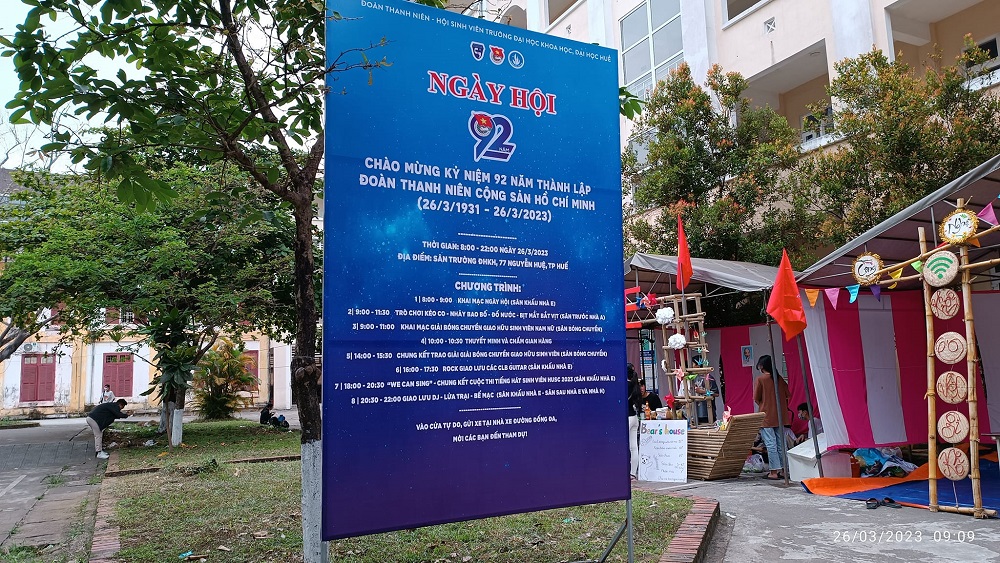 ĐOÀN THANH NIÊN - HỘI SINH VIÊN TRƯỜNG ĐẠI HỌC KHOA HỌC, ĐẠI HỌC HUẾ
NGÀY HỘI
92
NĂM
CHÀO MỪNG KỶ NIỆM 92 NĂM THÀNH LẬP
ĐOÀN THANH NIÊN CỘNG SẢN HỒ CHÍ MINH
(26/3/1931 - 26/3/2023)
THỜI GIAN: 8:00 - 22:00 NGÀY 26/3/2023
ĐỊA ĐIỂM: SÂN TRƯỜNG ĐHKH, 77 NGUYỄN HUỆ, TP HUẾ
CHƯƠNG TRÌNH:
1 | 8:00 - 9:00 KHAI MẠC NGÀY HỘI (SÂN KHẤU NHÀ E)
2| 9:00 - 11:30 TRÒ CHƠI KÉO CO - NHẢY BAO BỐ - ĐỔ NƯỚC - BỊT MẮT BẮT VỊT (SÂN TRƯỚC NHÀ A)
3| 9:00 - 11:00 KHAI MẠC GIẢI BÓNG CHUYỀN GIAO HỮU SINH VIÊN NAM NỮ (SÂN BÓNG CHUYỀN)
4| 10:00 - 10:30 THUYẾT MINH VÀ CHẤM GIAN HÀNG
5 | 14:00 - 15:30 CHUNG KẾT TRAO GIẢI GIẢI BÓNG CHUYỀN GIAO HỮU SINH VIÊN (SÂN BÓNG CHUYỀN)
6| 16:00 - 17:30 ROCK GIAO LƯU CÁC CLB GUITAR (SÂN KHẤU NHÀ E)
7 | 18:00 - 20:30 "WE CAN SING" - CHUNG KẾT CUỘC THI TIẾNG HÁT SINH VIÊN HUSC 2023 (SÂN KHẤU NHÀ E)
8 | 20:30 - 22:00 GIAO LƯU DJ - LỬA TRẠI - BẾ MẠC (SÂN KHẤU NHÀ E - SÂN SAU NHÀ E VÀ NHÀ H)
VÀO CỬA TỰ DO, GỬI XE TẠI NHÀ XE ĐƯỜNG ĐỐNG ĐA,
MỜI CÁC BẠN ĐẾN THAM DỰ!
Bear's house
26/03/2023 09:09